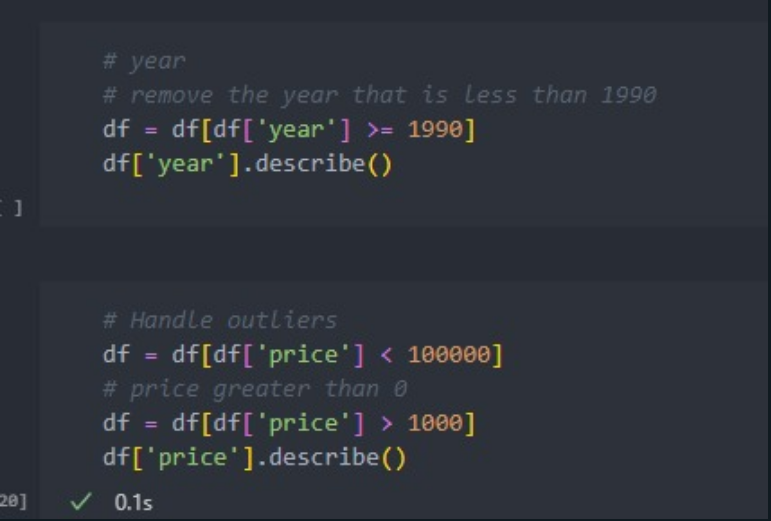 # year
# remove the year that is less than 1990
df = df[df['year'] >= 1990]
df['year'].describe()
[ ]
# Handle outliers
df = df[df['price'] < 100000]
# price greater than 0
df = df[df['price'] > 1000]
df['price'].describe()
20]
✓ 0.1s